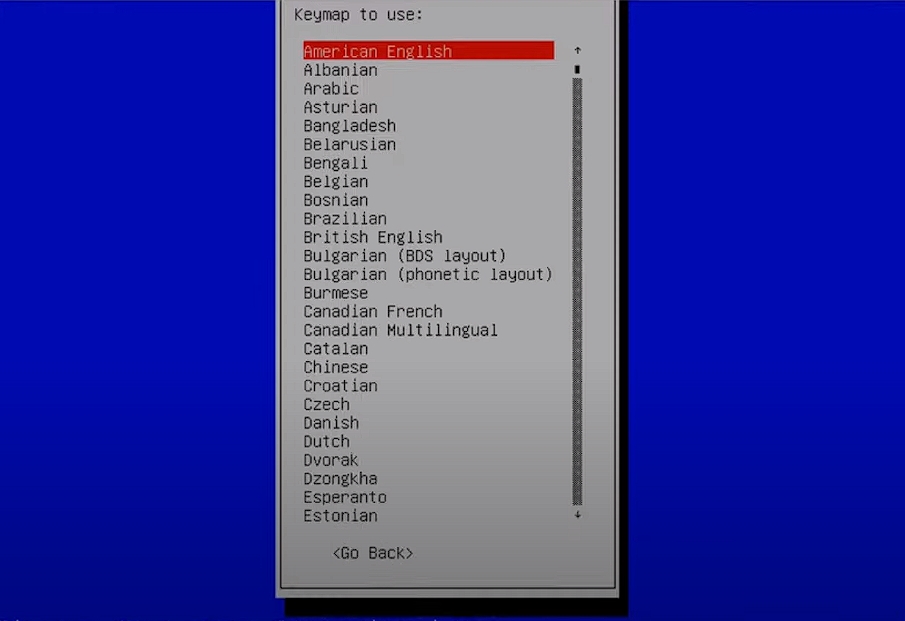 Keymap to use:
American English
Albanian
Arabic
Asturian
Bangladesh
Belarusian
Bengali
Belgian
Bosnian
Brazilian
British English
Bulgarian (BDS layout)
Bulgarian (phonetic layout)
Burmese
Canadian French
Canadian Multilingual
Catalan
Chinese
Croatian
Czech
Danish
Dutch
Dvorak
Dzongkha
Esperanto
Estonian
<Go Back>